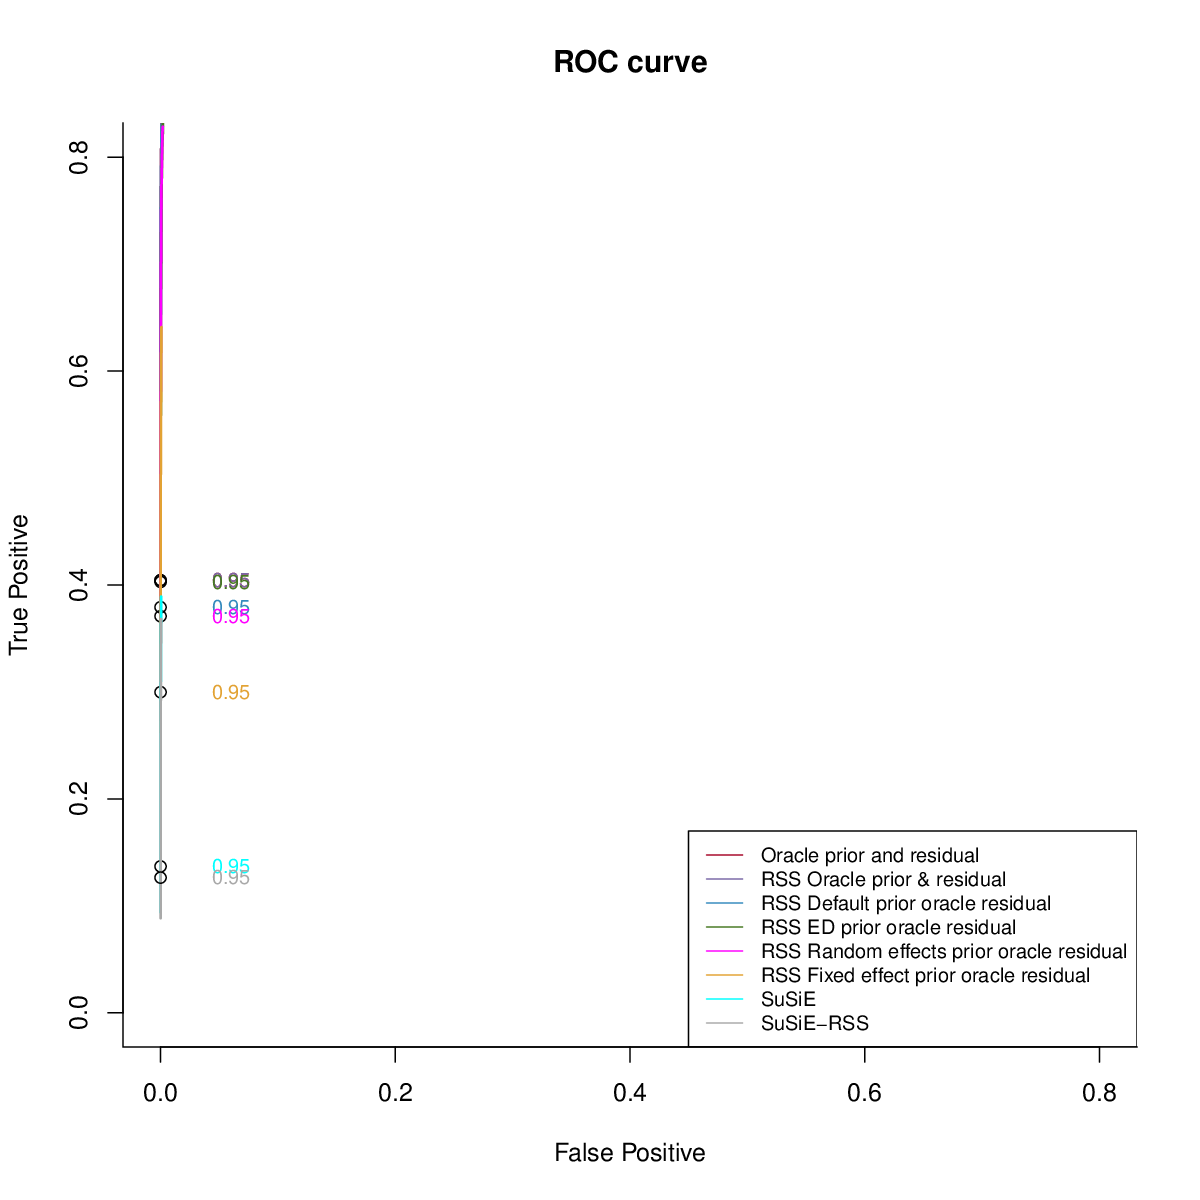 ROC curve
True Positive
0.8
0.6
0.4
0.2
0.0
0.95
0.95
0.95
0.95
0.95
0.95
Oracle prior and residual
RSS Oracle prior & residual
RSS Default prior oracle residual
RSS ED prior oracle residual
RSS Random effects prior oracle residual
RSS Fixed effect prior oracle residual
SuSiE
SuSiE−RSS
0.0 0.2 0.4 0.6 0.8
False Positive